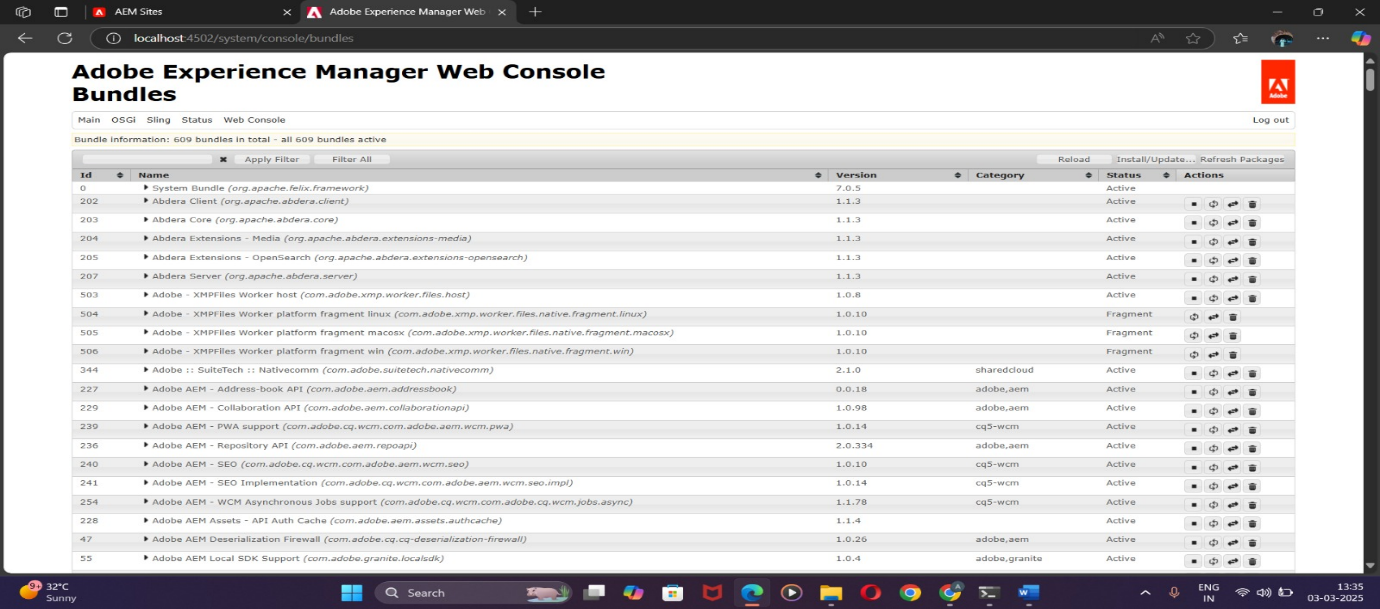 AEM Sites
Adobe Experience Manager Web
localhost:4502/system/console/bundles
Adobe Experience Manager Web Console
Bundles
Adobe
Main OSGi Sling Status Web Console Log out
Bundle information: 609 bundles in total - all 609 bundles active
Apply Filter Filter All Reload Install/Update... Refresh Packages
Id Name Version Category Status Actions
0 System Bundle (org.apache.felix.framework) 7.0.5 Active
202 Abdera Client (org.apache.abdera.client) 1.1.3 Active
203 Abdera Core (org.apache.abdera.core) 1.1.3 Active
204 Abdera Extensions - Media (org.apache.abdera.extensions-media) 1.1.3 Active
205 Abdera Extensions - OpenSearch (org.apache.abdera.extensions-opensearch) 1.1.3 Active
207 Abdera Server (org.apache.abdera.server) 1.1.3 Active
503 Adobe - XMPFiles Worker host (com.adobe.xmp.worker.files.host) 1.0.8 Active
504 Adobe - XMPFiles Worker platform fragment linux (com.adobe.xmp.worker.files.native.fragment.linux) 1.0.10 Fragment
505 Adobe - XMPFiles Worker platform fragment macosx (com.adobe.xmp.worker.files.native.fragment.macosx) 1.0.10 Fragment
506 Adobe - XMPFiles Worker platform fragment win (com.adobe.xmp.worker.files.native.fragment.win) 1.0.10 Fragment
344 Adobe :: SuiteTech :: Nativecomm (com.adobe.suitetech.nativecomm) 2.1.0 sharedcloud Active
227 Adobe AEM - Address-book API (com.adobe.aem.addressbook) 0.0.18 adobe,aem Active
229 Adobe AEM - Collaboration API (com.adobe.aem.collaborationapi) 1.0.98 adobe,aem Active
239 Adobe AEM - PWA support (com.adobe.cq.wcm.com.adobe.aem.wcm.pwa) 1.0.14 cq5-wcm Active
236 Adobe AEM - Repository API (com.adobe.aem.repoapi) 2.0.334 adobe,aem Active
240 Adobe AEM - SEO (com.adobe.cq.wcm.com.adobe.aem.wcm.seo) 1.0.10 cq5-wcm Active
241 Adobe AEM - SEO Implementation (com.adobe.cq.wcm.com.adobe.aem.wcm.seo.impl) 1.0.14 cq5-wcm Active
254 Adobe AEM - WCM Asynchronous Jobs support (com.adobe.cq.wcm.com.adobe.cq.wcm.jobs.async) 1.1.78 cq5-wcm Active
228 Adobe AEM Assets - API Auth Cache (com.adobe.aem.assets.authcache) 1.1.4 Active
47 Adobe AEM Deserialization Firewall (com.adobe.cq.cq-deserialization-firewall) 1.0.26 adobe,aem Active
55 Adobe AEM Local SDK Support (com.adobe.granite.localsdk) 1.0.4 adobe,granite Active
9+ 32°C
Sunny
Search
ENG
IN
13:35
03-03-2025